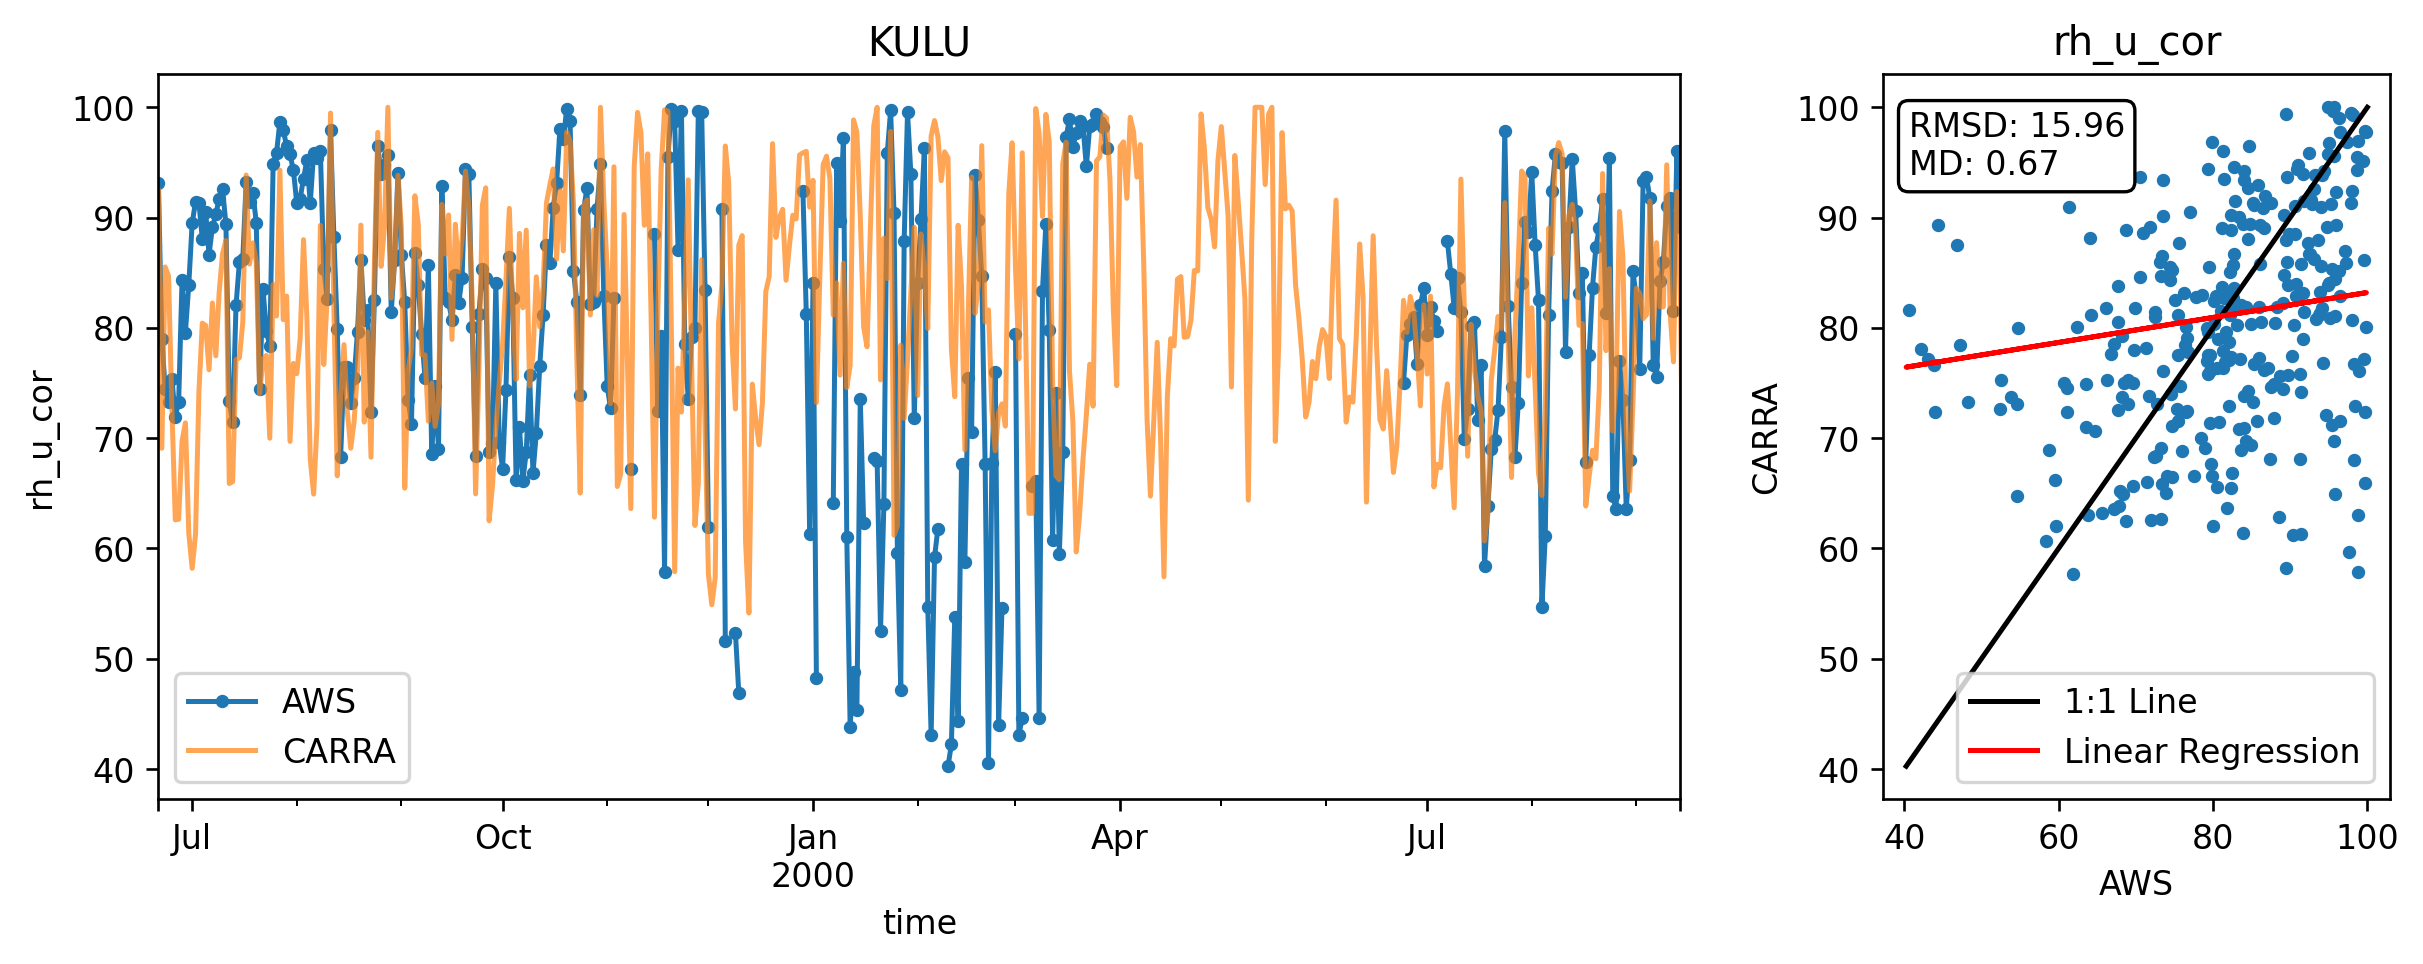 KULU
rh_u_cor
100
90
80
70
60
50
40
AWS
CARRA
Jul
Oct
Jan
2000
Apr
Jul
time
rh_u_cor
CARRA
100
90
80
70
60
50
40
RMSD: 15.96
MD: 0.67
1:1 Line
Linear Regression
40
60
80
100
AWS